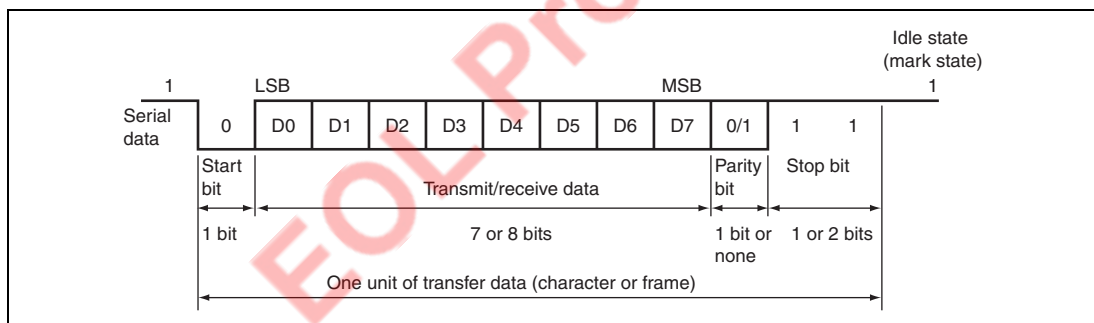 Idle state
(mark state)
1 LSB MSB 1
Serial
data
0 D0 D1 D2 D3 D4 D5 D6 D7 0/1 1 1
Start
bit
Transmit/receive data
Parity
bit
Stop bit
1 bit
7 or 8 bits
1 bit or
none
1 or 2 bits
One unit of transfer data (character or frame)
EOL Pro